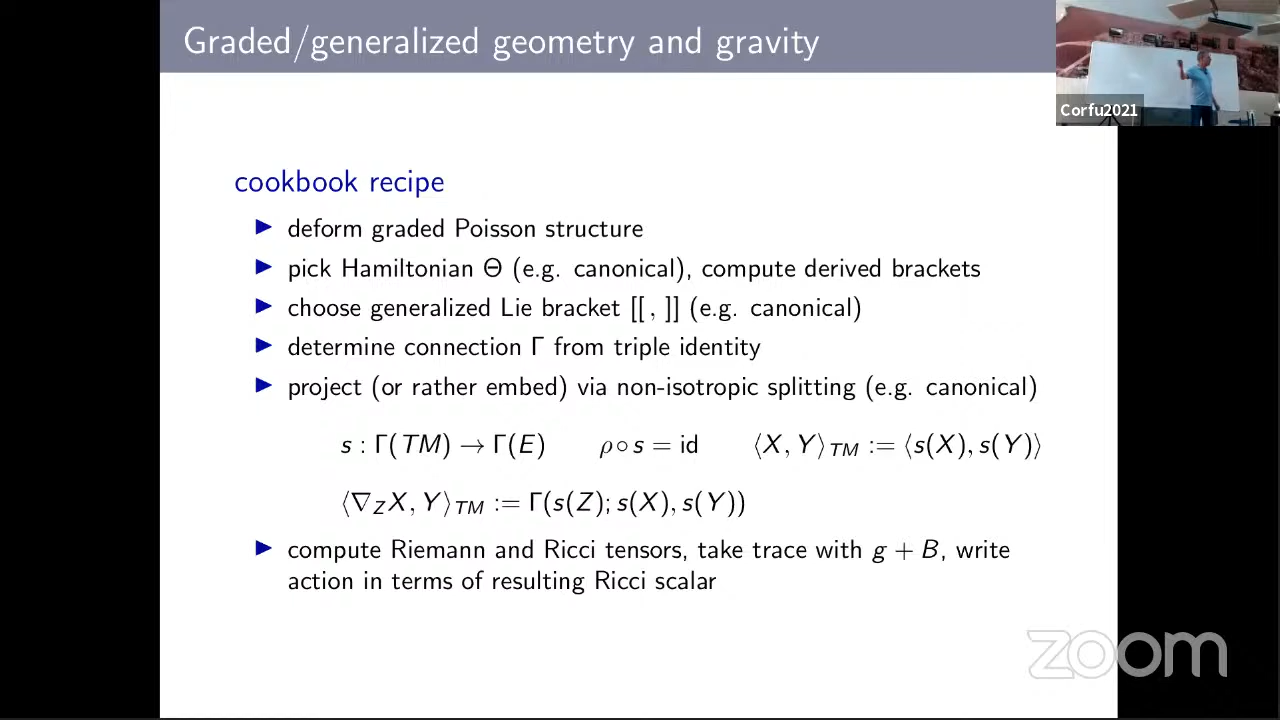 Graded/generalized geometry and gravity
Corfu2021
cookbook recipe
▶ deform graded Poisson structure
▶ pick Hamiltonian Θ (e.g. canonical), compute derived brackets
▶ choose generalized Lie bracket [[ , ]] (e.g. canonical)
▶ determine connection Γ from triple identity
▶ project (or rather embed) via non-isotropic splitting (e.g. canonical)
s : Γ(TM) → Γ(E) ρ ∘ s = id ⟨X, Y⟩_TM := ⟨s(X), s(Y)⟩
⟨∇_Z X, Y⟩_TM := Γ(s(Z); s(X), s(Y))
▶ compute Riemann and Ricci tensors, take trace with g + B, write
action in terms of resulting Ricci scalar
zoom